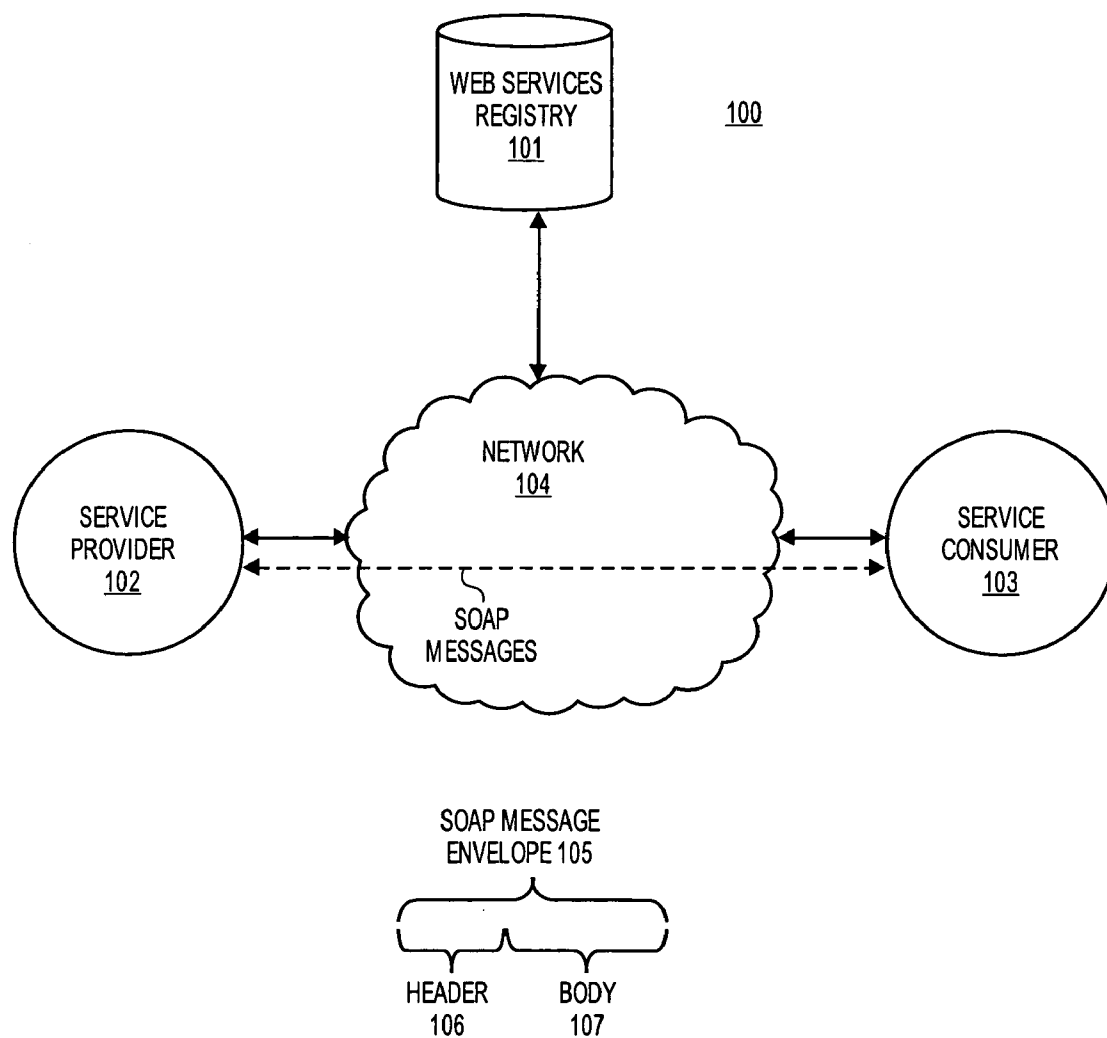 WEB SERVICES
REGISTRY
101
100
NETWORK
104
SERVICE
PROVIDER
102
SERVICE
CONSUMER
103
SOAP
MESSAGES
SOAP MESSAGE
ENVELOPE 105
HEADER
106
BODY
107